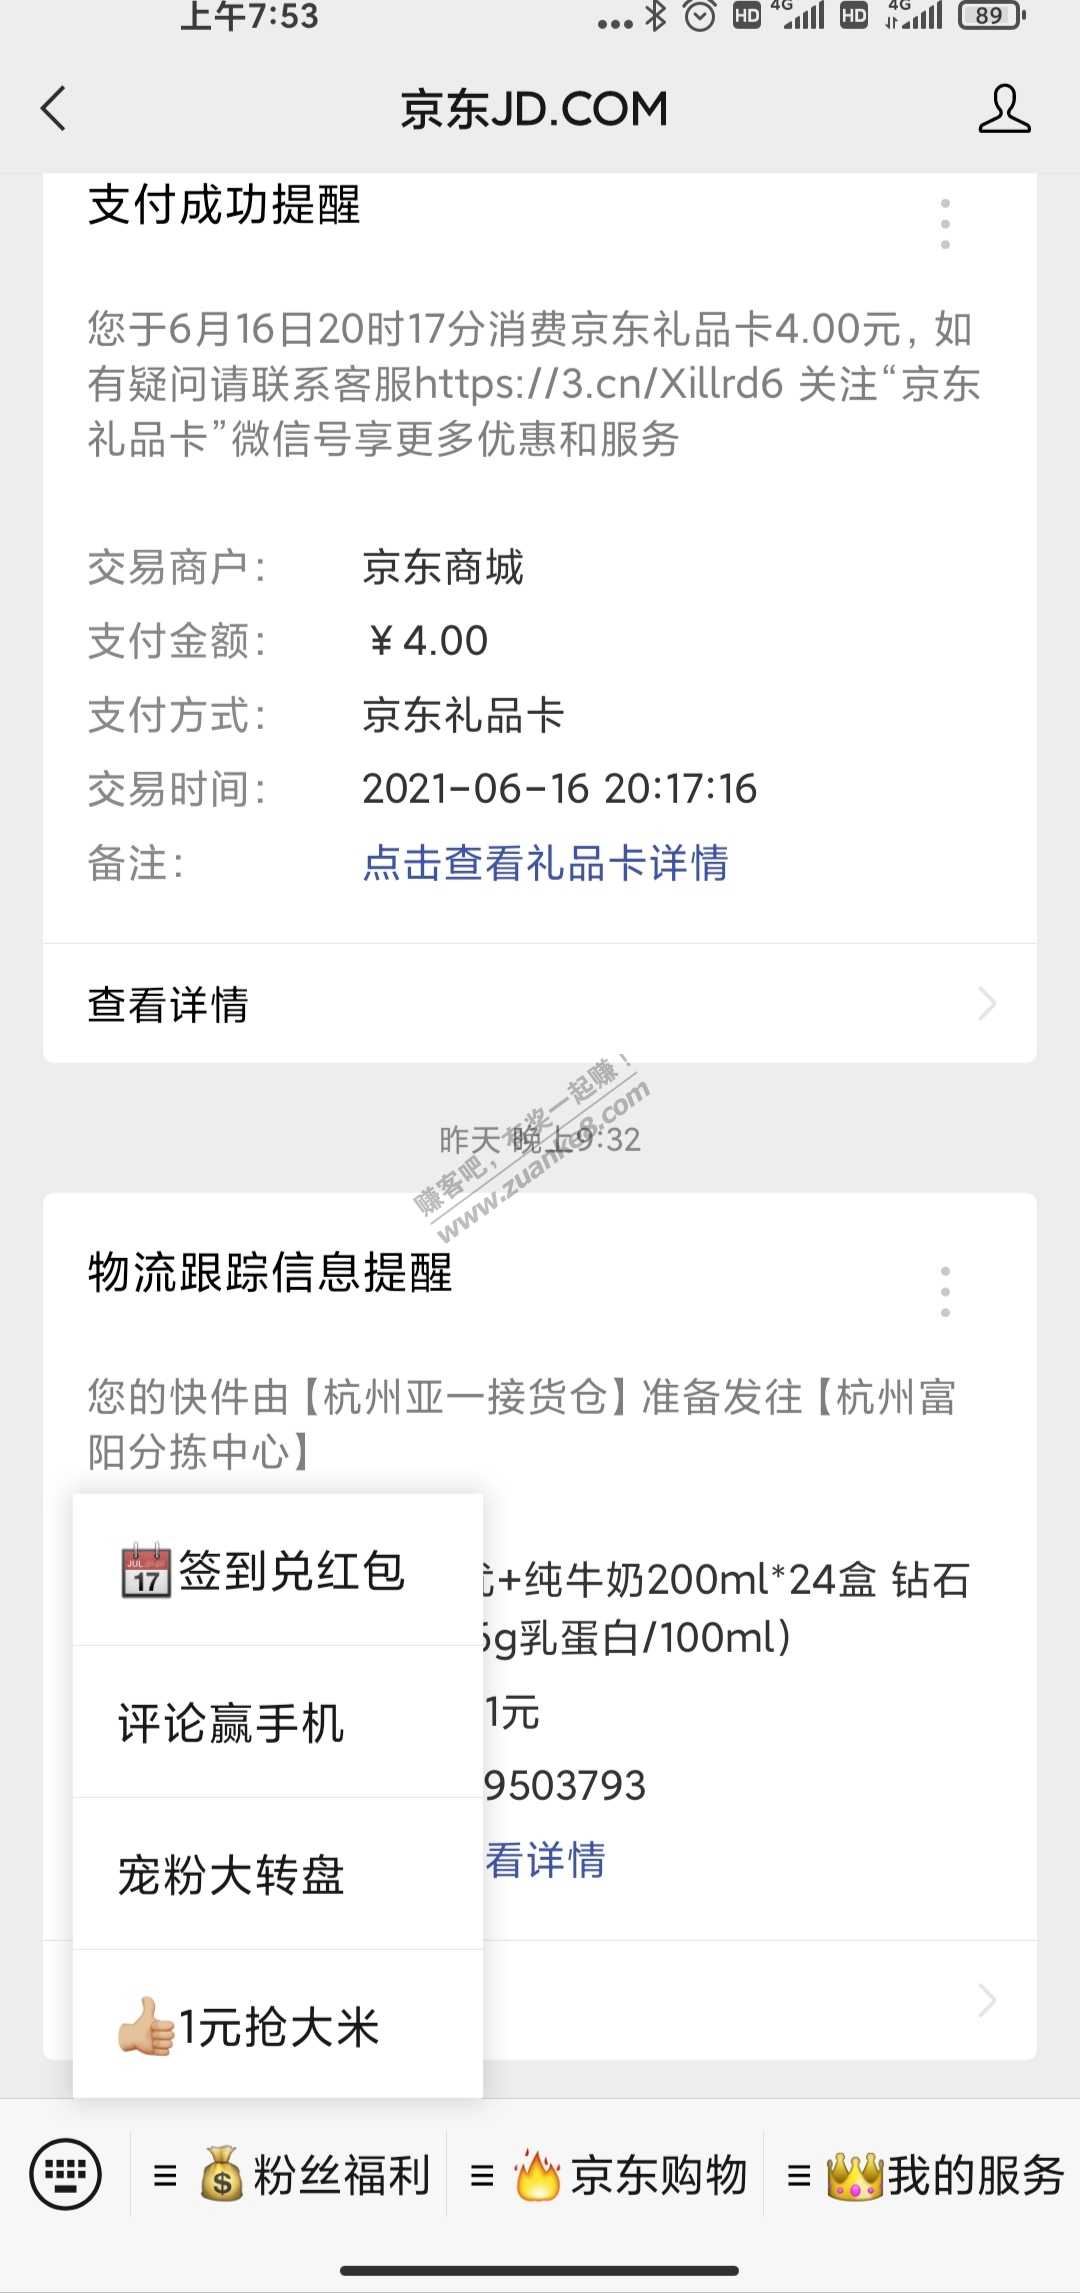 上午7:53
HD 4G HD 4G 89
京东JD.COM
支付成功提醒
您于6月16日20时17分消费京东礼品卡4.00元，如
有疑问请联系客服https://3.cn/Xillrd6 关注“京东
礼品卡”微信号享更多优惠和服务
交易商户： 京东商城
支付金额： ￥4.00
支付方式： 京东礼品卡
交易时间： 2021-06-16 20:17:16
备注： 点击查看礼品卡详情
查看详情
昨天 晚上9:32
赚客吧，有奖一起赚！
www.zuanke8.com
物流跟踪信息提醒
您的快件由【杭州亚一接货仓】准备发往【杭州富
阳分拣中心】
+纯牛奶200ml*24盒 钻石
g乳蛋白/100ml)
1元
9503793
看详情
JUL 17 签到兑红包
评论赢手机
宠粉大转盘
1元抢大米
粉丝福利
京东购物
我的服务